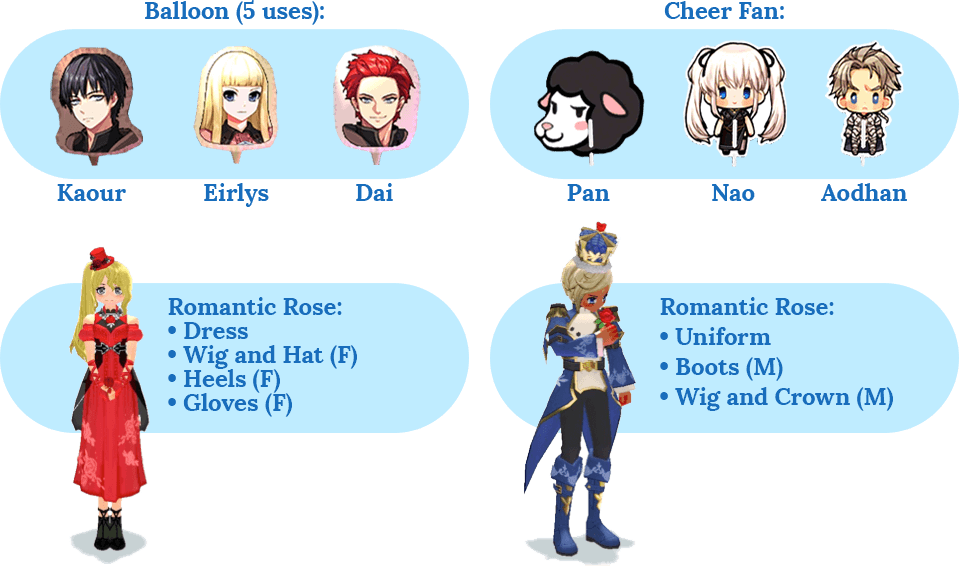 Balloon (5 uses):
Cheer Fan:
Kaour
Eirlys
Dai
Pan
Nao
Aodhan
Romantic Rose:
• Dress
• Wig and Hat (F)
• Heels (F)
• Gloves (F)
Romantic Rose:
• Uniform
• Boots (M)
• Wig and Crown (M)